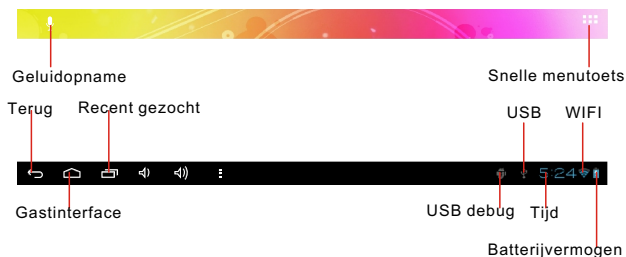 Geluidopname
Snelle menutoets
Terug
Recent gezocht
USB
WIFI
5:24
Gastinterface
USB debug
Tijd
Batterijvermogen